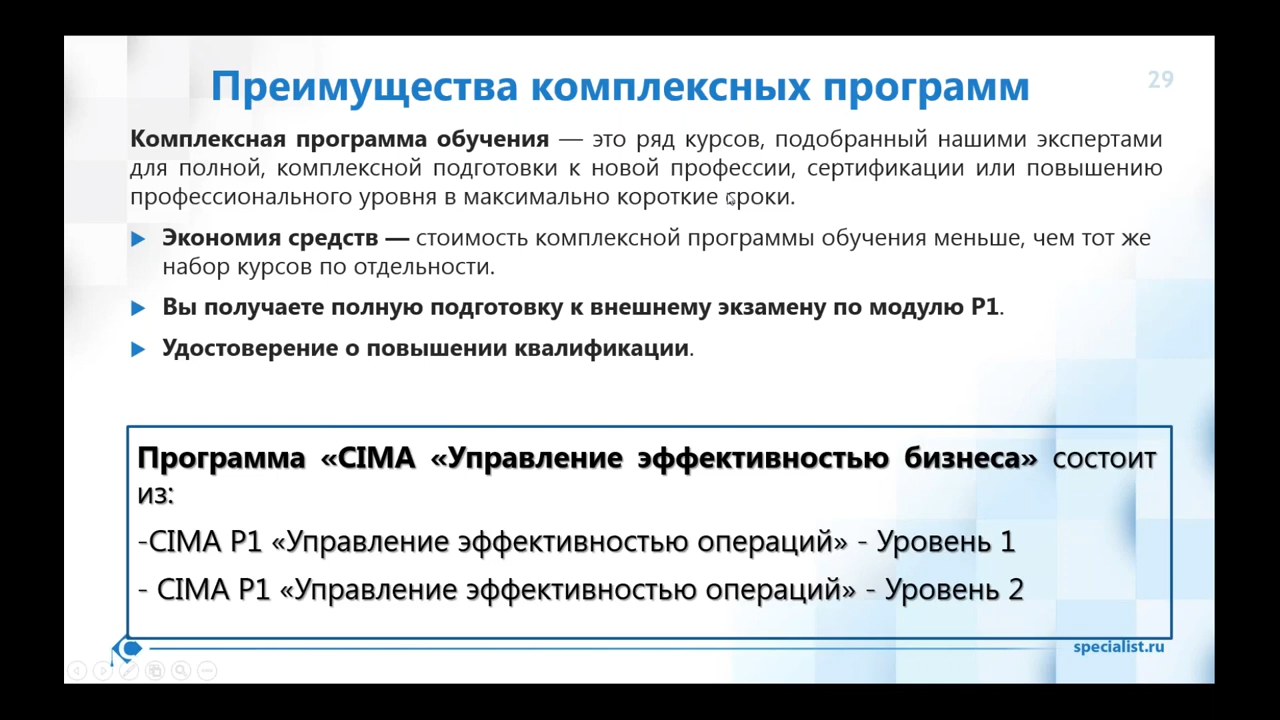 Преимущества комплексных программ
29
Комплексная программа обучения — это ряд курсов, подобранный нашими экспертами
для полной, комплексной подготовки к новой профессии, сертификации или повышению
профессионального уровня в максимально короткие сроки.
Экономия средств — стоимость комплексной программы обучения меньше, чем тот же
набор курсов по отдельности.
Вы получаете полную подготовку к внешнему экзамену по модулю P1.
Удостоверение о повышении квалификации.
Программа «CIMA «Управление эффективностью бизнеса» состоит
из:
-CIMA P1 «Управление эффективностью операций» - Уровень 1
- CIMA P1 «Управление эффективностью операций» - Уровень 2
specialist.ru